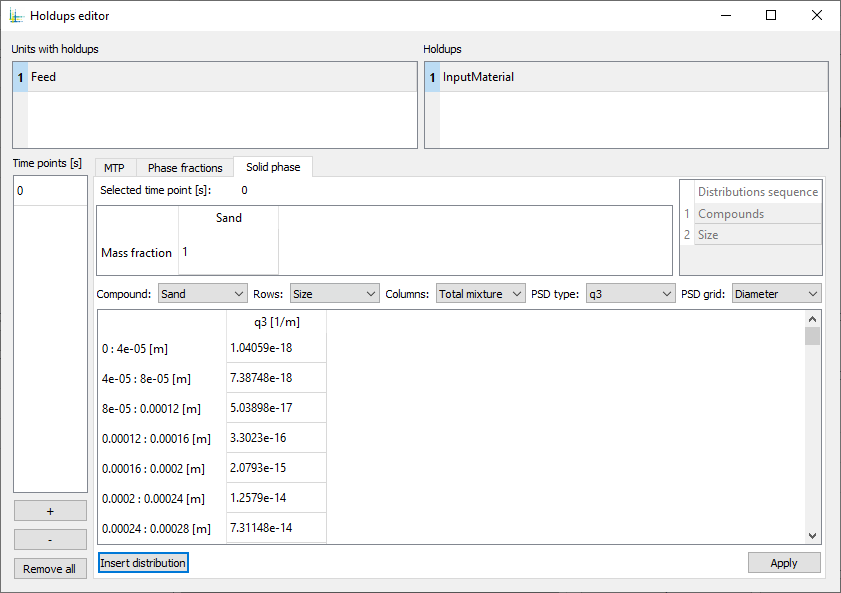 Holdups editor
Units with holdups
Holdups
1 Feed
1 InputMaterial
Time points [s]
MTP Phase fractions Solid phase
0
Selected time point [s]: 0
Sand
Mass fraction 1
Distributions sequence
1 Compounds
2 Size
Compound: Sand Rows: Size Columns: Total mixture PSD type: q3 PSD grid: Diameter
q3 [1/m]
0 : 4e-05 [m] 1.04059e-18
4e-05 : 8e-05 [m] 7.38748e-18
8e-05 : 0.00012 [m] 5.03898e-17
0.00012 : 0.00016 [m] 3.3023e-16
0.00016 : 0.0002 [m] 2.0793e-15
0.0002 : 0.00024 [m] 1.2579e-14
0.00024 : 0.00028 [m] 7.31148e-14
+
-
Remove all
Insert distribution
Apply